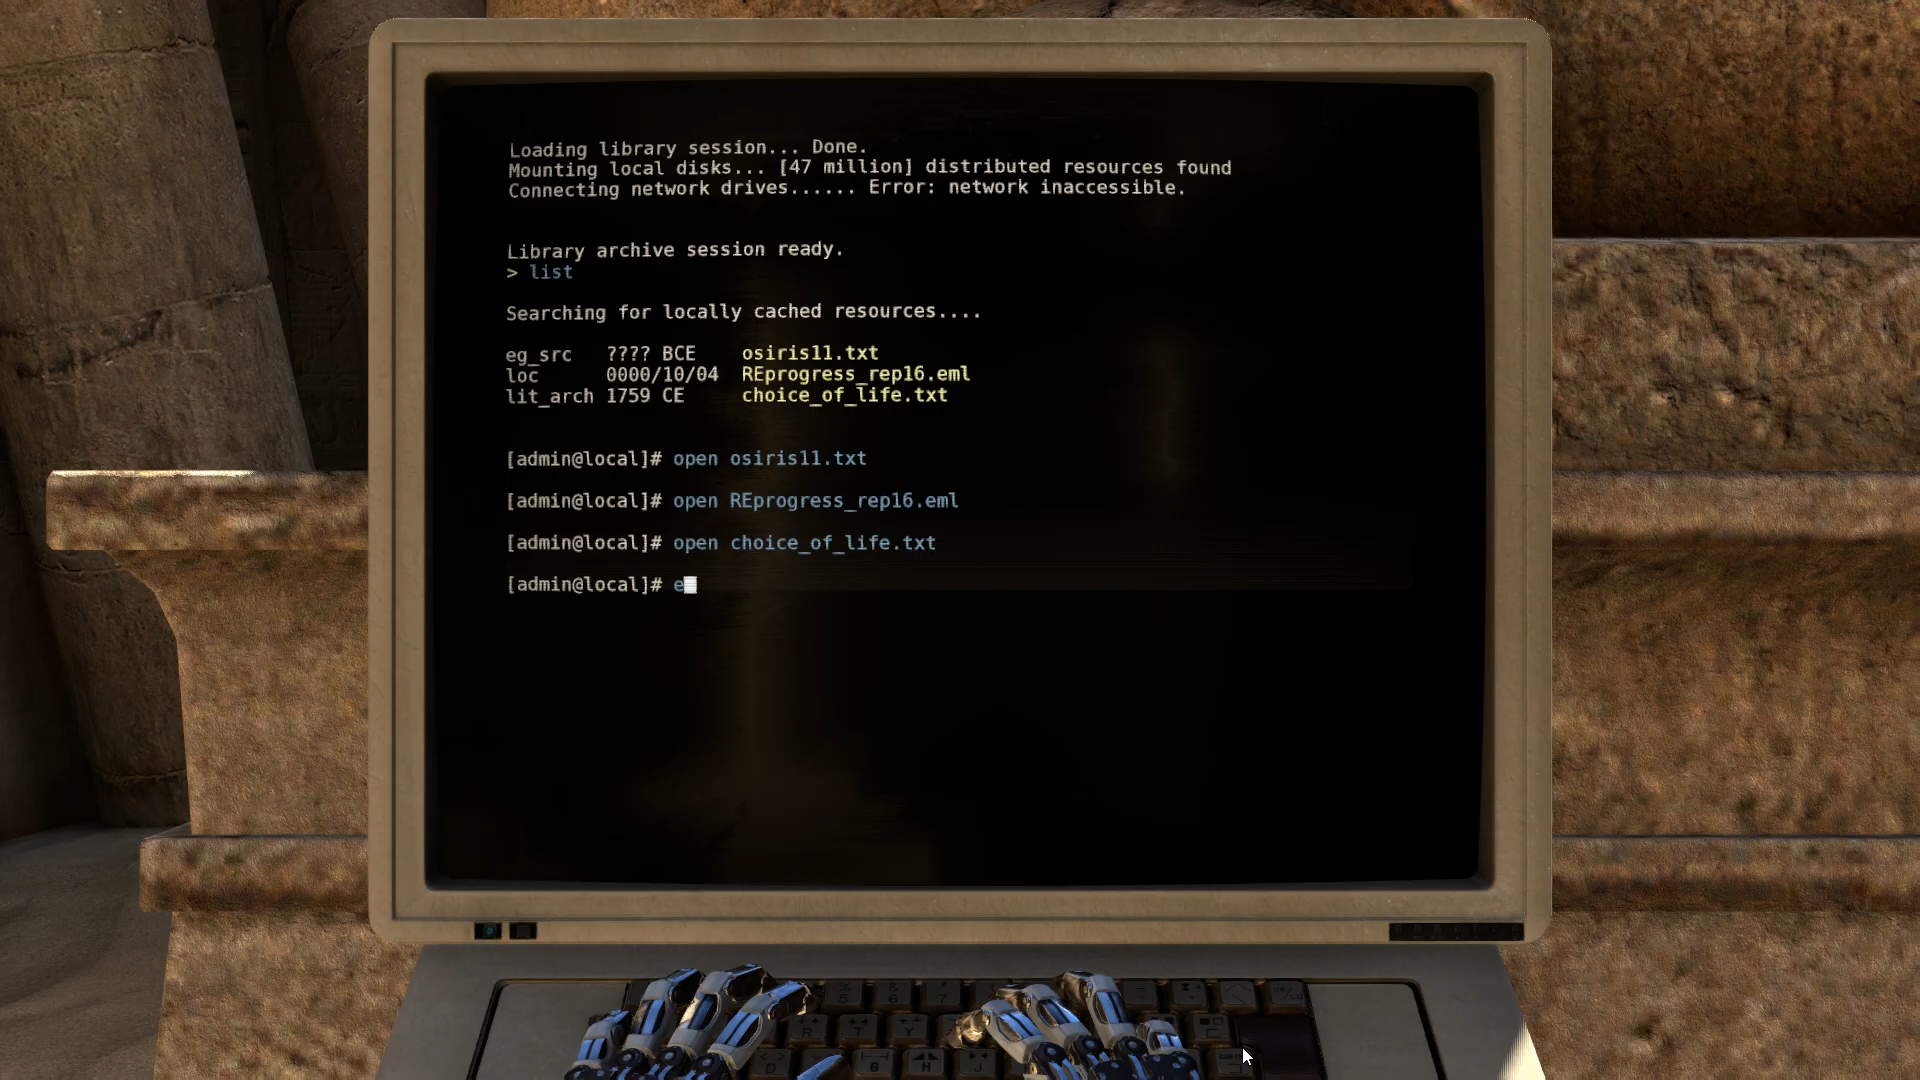 Loading library session... Done.
Mounting local disks... [47 million] distributed resources found
Connecting network drives...... Error: network inaccessible.
Library archive session ready.
> list
Searching for locally cached resources....
eg_src ???? BCE osiris11.txt
loc 0000/10/04 REprogress_rep16.eml
lit_arch 1759 CE choice_of_life.txt
[admin@local]# open osiris11.txt
[admin@local]# open REprogress_rep16.eml
[admin@local]# open choice_of_life.txt
[admin@local]# e
5 6 7
R T Y
D B H J